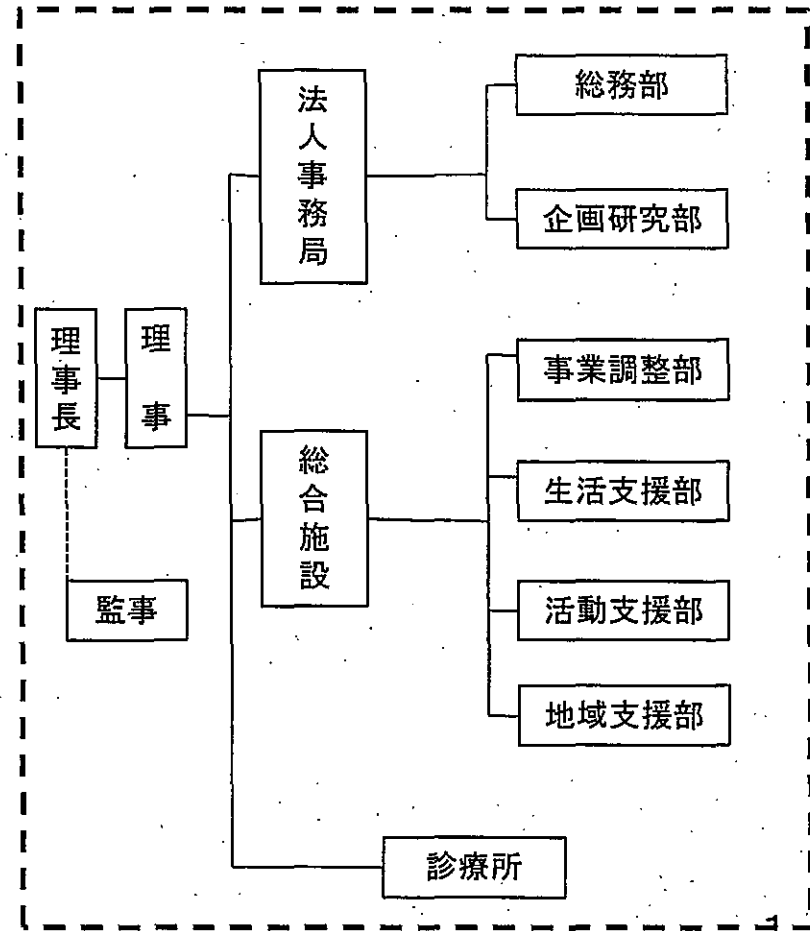 法人事務局
総務部
企画研究部
理事長
理事
事業調整部
総合施設
生活支援部
活動支援部
監事
地域支援部
診療所
1